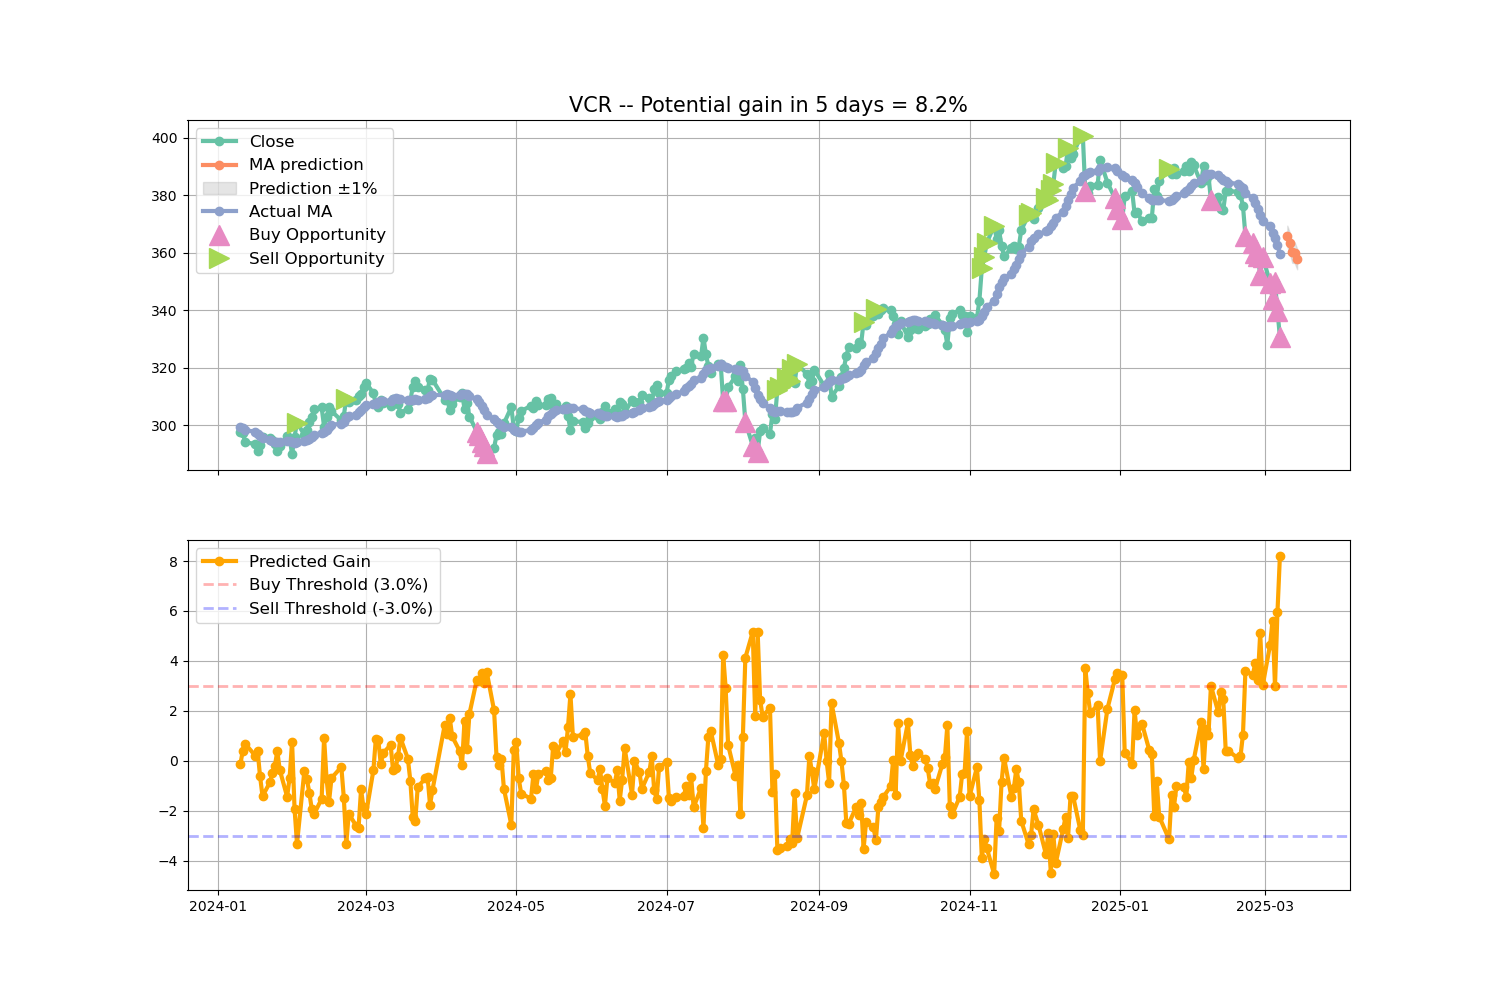 VCR -- Potential gain in 5 days = 8.2%
400
380
360
340
320
300
Close
MA prediction
Prediction ±1%
Actual MA
Buy Opportunity
Sell Opportunity
8
6
4
2
0
−2
−4
Predicted Gain
Buy Threshold (3.0%)
Sell Threshold (-3.0%)
2024-01 2024-03 2024-05 2024-07 2024-09 2024-11 2025-01 2025-03